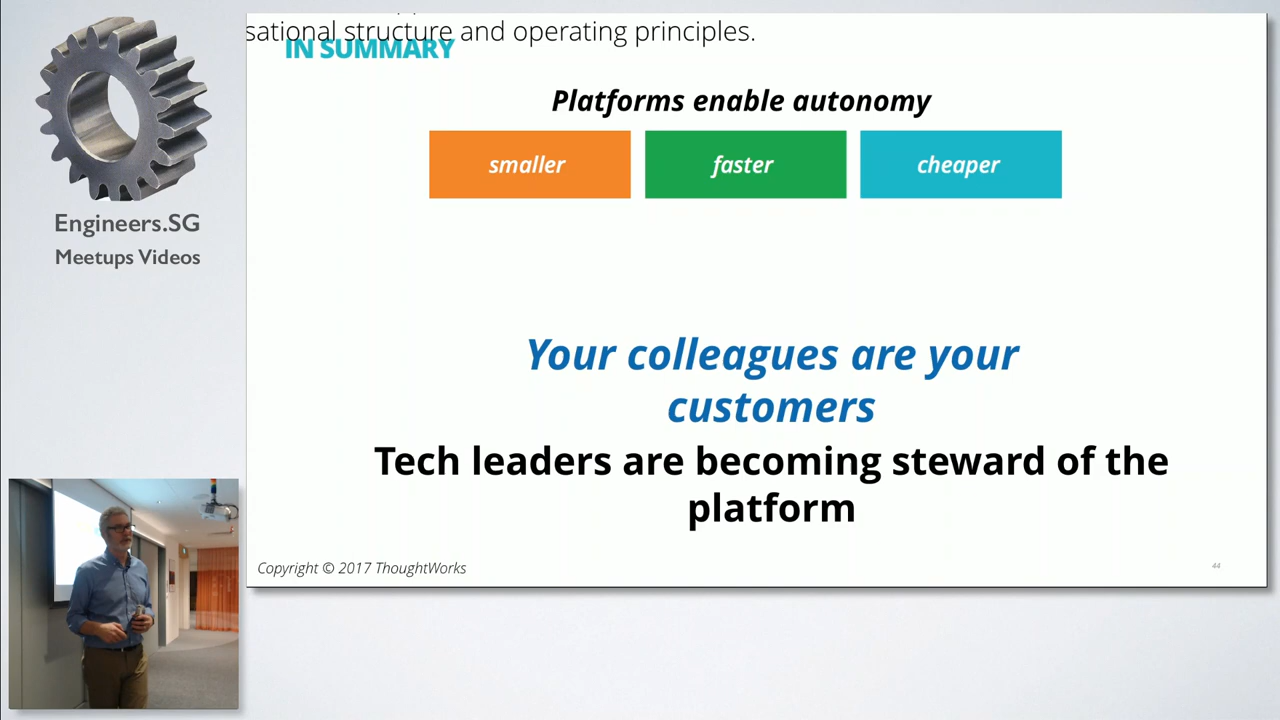 sational structure and operating principles.
IN SUMMARY
Platforms enable autonomy
smaller
faster
cheaper
Engineers.SG
Meetups Videos
Your colleagues are your
customers
Tech leaders are becoming steward of the
platform
Copyright © 2017 ThoughtWorks
44